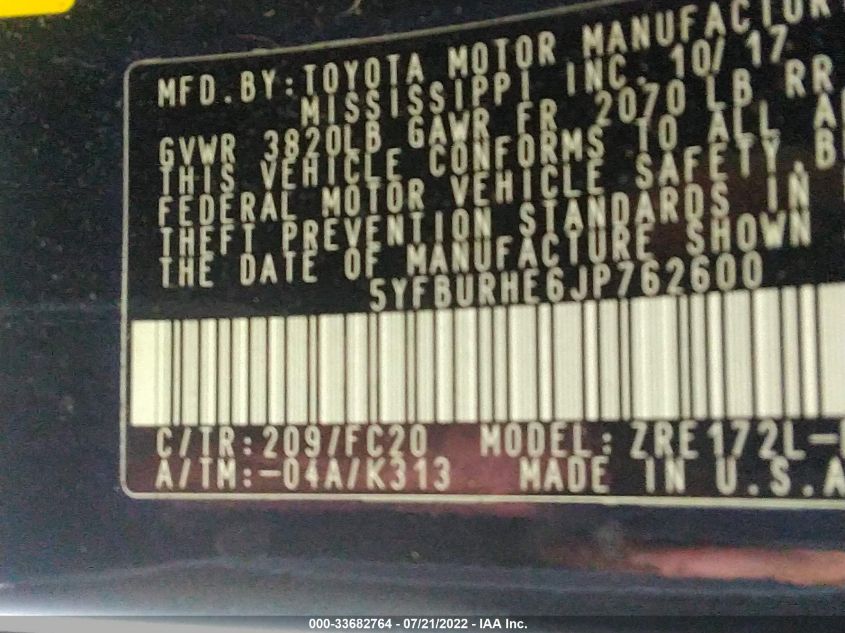 MFD.BY:TOYOTA MOTOR MANUFACTUR
MISSISSIPPI INC. 10/17
GVWR 3820LB GAWR FR 2070 LB RR
THIS VEHICLE CONFORMS TO ALL
FEDERAL MOTOR VEHICLE SAFETY,
THEFT PREVENTION STANDARDS IN
THE DATE OF MANUFACTURE SHOWN
5YFBURHE6JP762600
C/TR:209/FC20 MODEL:ZRE172L-
A/TM:-04A/K313 MADE IN U.S.A
000-33682764 - 07/21/2022 - IAA Inc.